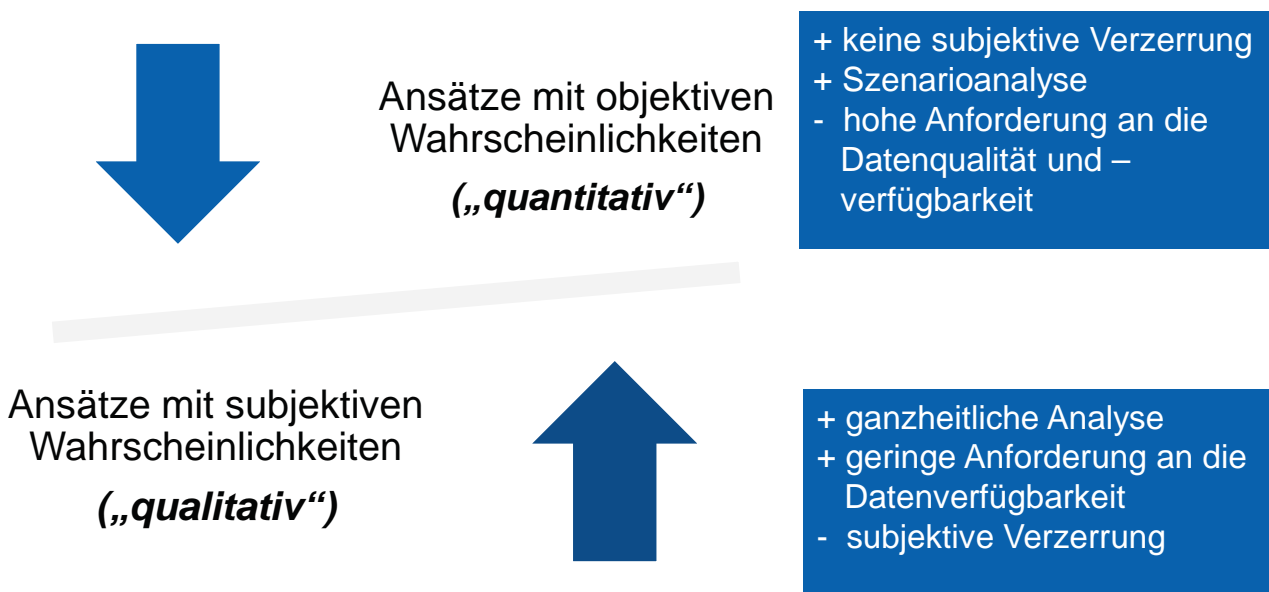 Ansätze mit objektiven
Wahrscheinlichkeiten
(„quantitativ“)
+ keine subjektive Verzerrung
+ Szenarioanalyse
- hohe Anforderung an die
Datenqualität und –
verfügbarkeit
Ansätze mit subjektiven
Wahrscheinlichkeiten
(„qualitativ“)
+ ganzheitliche Analyse
+ geringe Anforderung an die
Datenverfügbarkeit
- subjektive Verzerrung